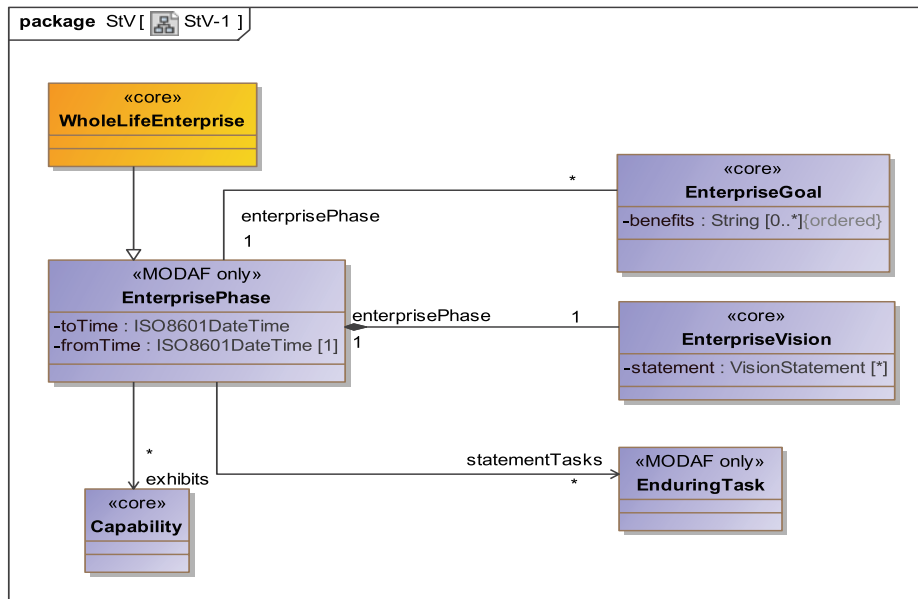 package StV [ StV-1 ]
«core»
WholeLifeEnterprise
«core»
EnterpriseGoal
-benefits : String [0..*]{ordered}
*
enterprisePhase
1
«MODAF only»
EnterprisePhase
-toTime : ISO8601DateTime
-fromTime : ISO8601DateTime [1]
enterprisePhase
1
1
«core»
EnterpriseVision
-statement : VisionStatement [*]
*
exhibits
statementTasks
*
«MODAF only»
EnduringTask
«core»
Capability